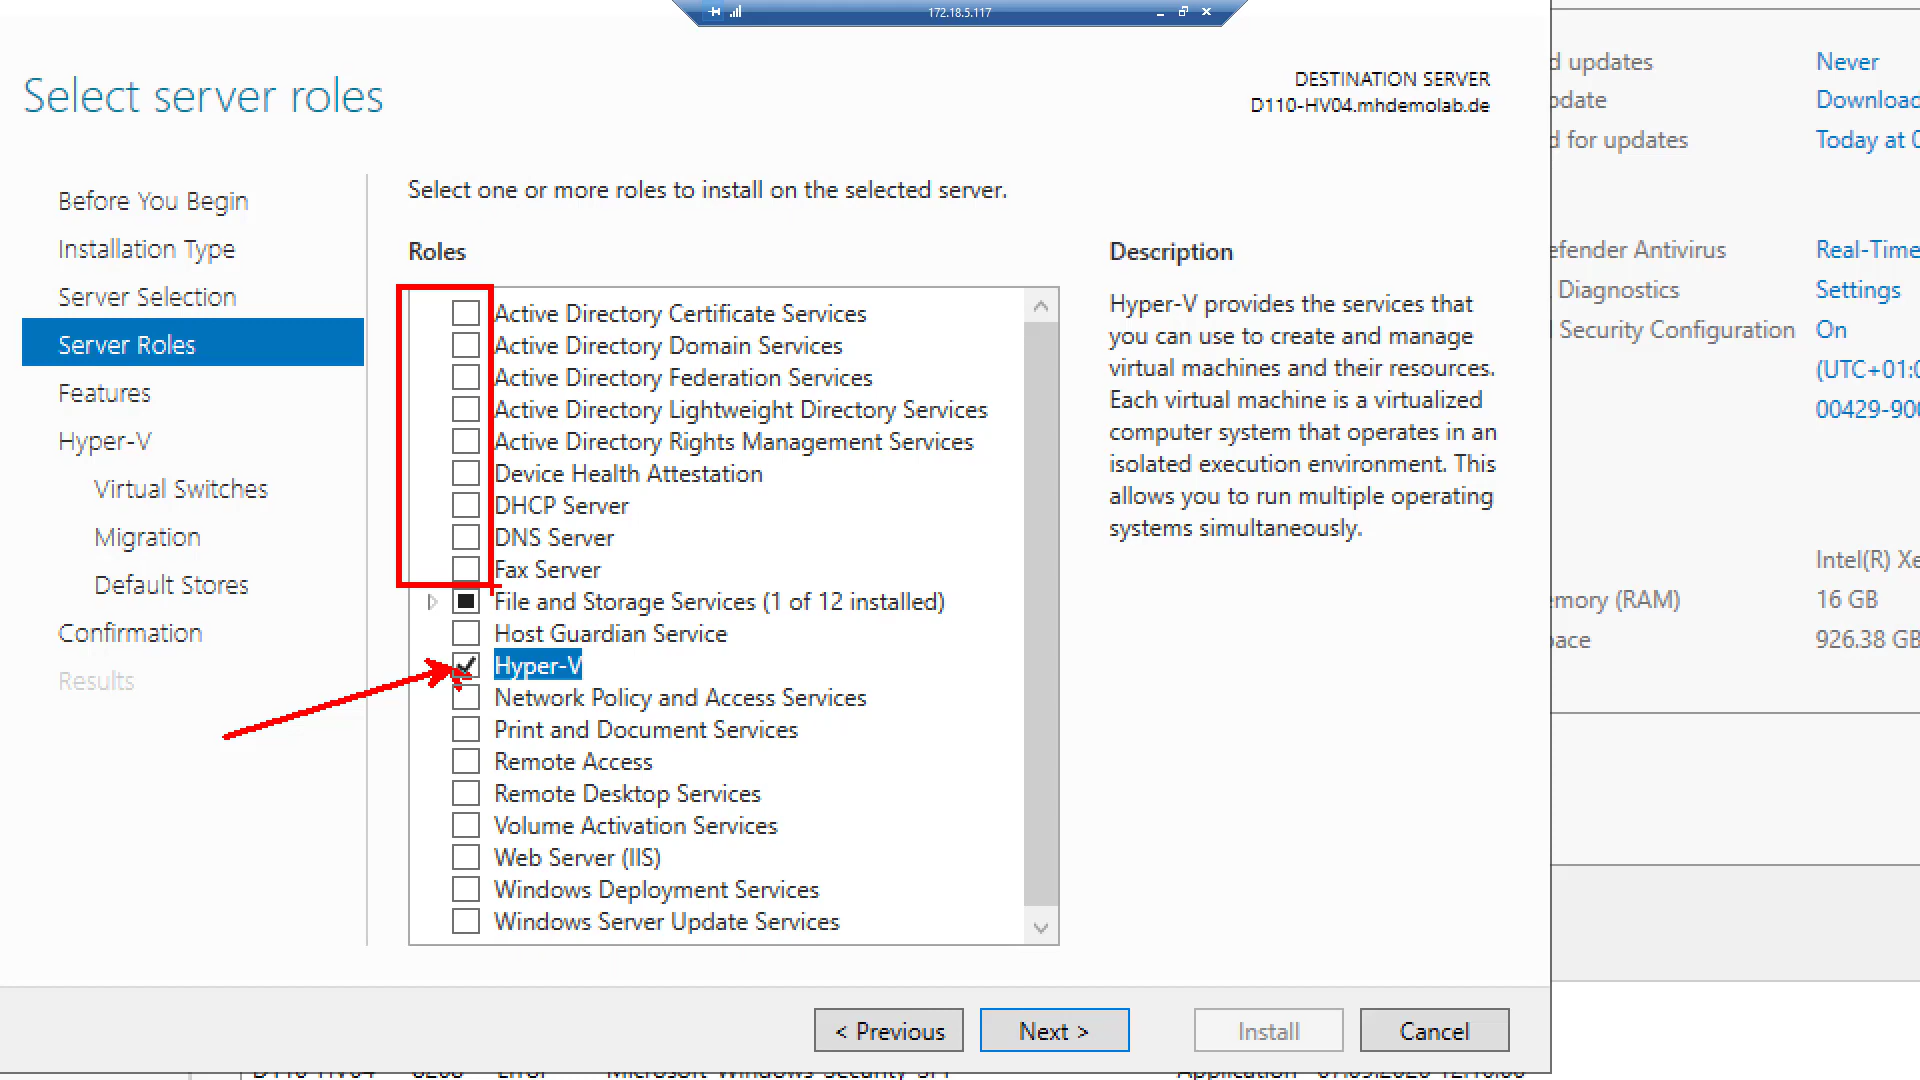 172.18.5.117
Select server roles
DESTINATION SERVER
D110-HV04.mhdemolab.de
Before You Begin
Installation Type
Server Selection
Server Roles
Features
Hyper-V
Virtual Switches
Migration
Default Stores
Confirmation
Results
Select one or more roles to install on the selected server.
Roles
Active Directory Certificate Services
Active Directory Domain Services
Active Directory Federation Services
Active Directory Lightweight Directory Services
Active Directory Rights Management Services
Device Health Attestation
DHCP Server
DNS Server
Fax Server
File and Storage Services (1 of 12 installed)
Host Guardian Service
Hyper-V
Network Policy and Access Services
Print and Document Services
Remote Access
Remote Desktop Services
Volume Activation Services
Web Server (IIS)
Windows Deployment Services
Windows Server Update Services
Description
Hyper-V provides the services that
you can use to create and manage
virtual machines and their resources.
Each virtual machine is a virtualized
computer system that operates in an
isolated execution environment. This
allows you to run multiple operating
systems simultaneously.
< Previous
Next >
Install
Cancel
d updates Never
pdate Download
d for updates Today at
efender Antivirus Real-Time
Diagnostics Settings
Security Configuration On
(UTC+01:
00429-90
Intel(R) Xe
emory (RAM) 16 GB
pace 926.38 GB